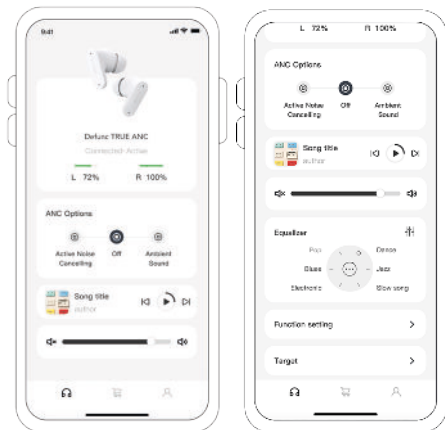 9:41
Defunc TRUE ANC
Connected-Active
L 72%
R 100%
ANC Options
Active Noise Cancelling
Off
Ambient Sound
Song title
author
L 72%
R 100%
ANC Options
Active Noise Cancelling
Off
Ambient Sound
Song title
author
Equalizer
Pop
Dance
Blues
Jazz
Electronic
Slow song
Function setting
Target